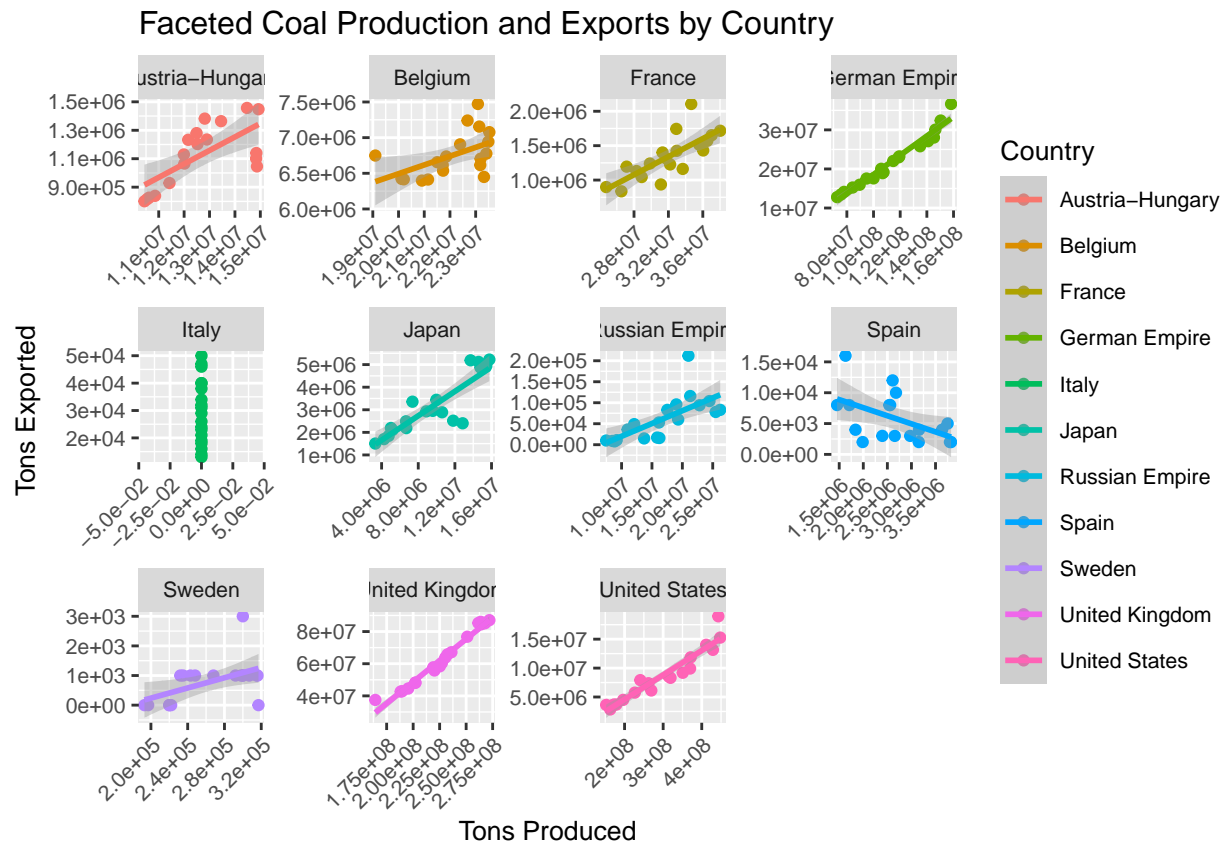 Faceted Coal Production and Exports by Country
ustria−Hungar
Belgium
France
German Empir
1.5e+06
1.3e+06
1.1e+06
9.0e+05
7.5e+06
7.0e+06
6.5e+06
6.0e+06
2.0e+06
1.5e+06
1.0e+06
3e+07
2e+07
1e+07
1.1e+07
1.2e+07
1.3e+07
1.4e+07
1.5e+07
1.9e+07
2.0e+07
2.1e+07
2.2e+07
2.3e+07
2.8e+07
3.2e+07
3.6e+07
8.0e+07
1.0e+08
1.2e+08
1.4e+08
1.6e+08
Italy
Japan
Russian Empir
Spain
5e+04
4e+04
3e+04
2e+04
5e+06
4e+06
3e+06
2e+06
1e+06
2.0e+05
1.5e+05
1.0e+05
5.0e+04
0.0e+00
1.5e+04
1.0e+04
5.0e+03
0.0e+00
−5.0e−02
−2.5e−02
0.0e+00
2.5e−02
5.0e−02
4.0e+06
8.0e+06
1.2e+07
1.6e+07
1.0e+07
1.5e+07
2.0e+07
2.5e+07
1.5e+06
2.0e+06
2.5e+06
3.0e+06
3.5e+06
Sweden
United Kingdom
United States
3e+03
2e+03
1e+03
0e+00
8e+07
6e+07
4e+07
1.5e+07
1.0e+07
5.0e+06
2.0e+05
2.4e+05
2.8e+05
3.2e+05
1.75e+08
2.00e+08
2.25e+08
2.50e+08
2.75e+08
2e+08
3e+08
4e+08
Tons Exported
Tons Produced
Country
Austria−Hungary
Belgium
France
German Empire
Italy
Japan
Russian Empire
Spain
Sweden
United Kingdom
United States